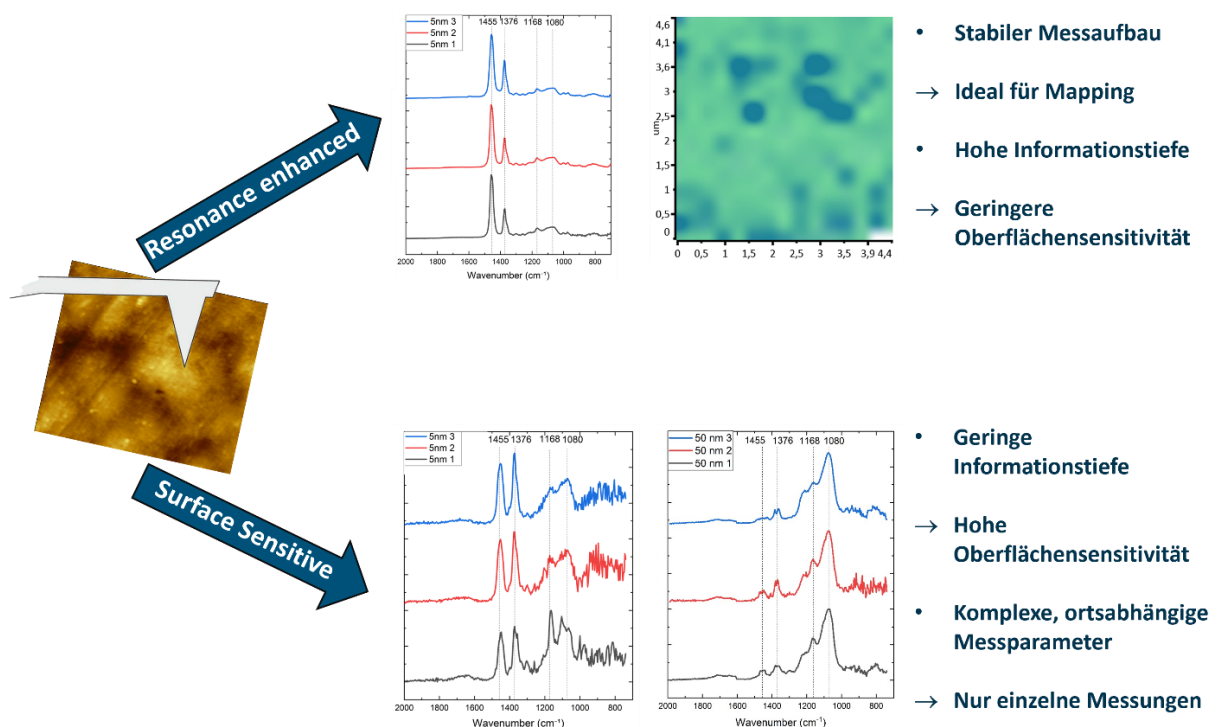 Resonance enhanced
Surface Sensitive
1455 1376 1168 1080
5nm 3
5nm 2
5nm 1
2000 1800 1600 1400 1200 1000 800
Wavenumber (cm⁻¹)
um
4,6
4,1
3,6
3
2,5
2
1,5
1
0,5
0
0 0,5 1 1,5 2 2,5 3 3,5 3,9 4,4
• Stabiler Messaufbau
→ Ideal für Mapping
• Hohe Informationstiefe
→ Geringere
Oberflächensensitivität
1455 1376 1168 1080
5nm 3
5nm 2
5nm 1
2000 1800 1600 1400 1200 1000 800
Wavenumber (cm⁻¹)
1455 1376 1168 1080
50 nm 3
50 nm 2
50 nm 1
2000 1800 1600 1400 1200 1000 800
Wavenumber (cm⁻¹)
• Geringe
Informationstiefe
→ Hohe
Oberflächensensitivität
• Komplexe, ortsabhängige
Messparameter
→ Nur einzelne Messungen